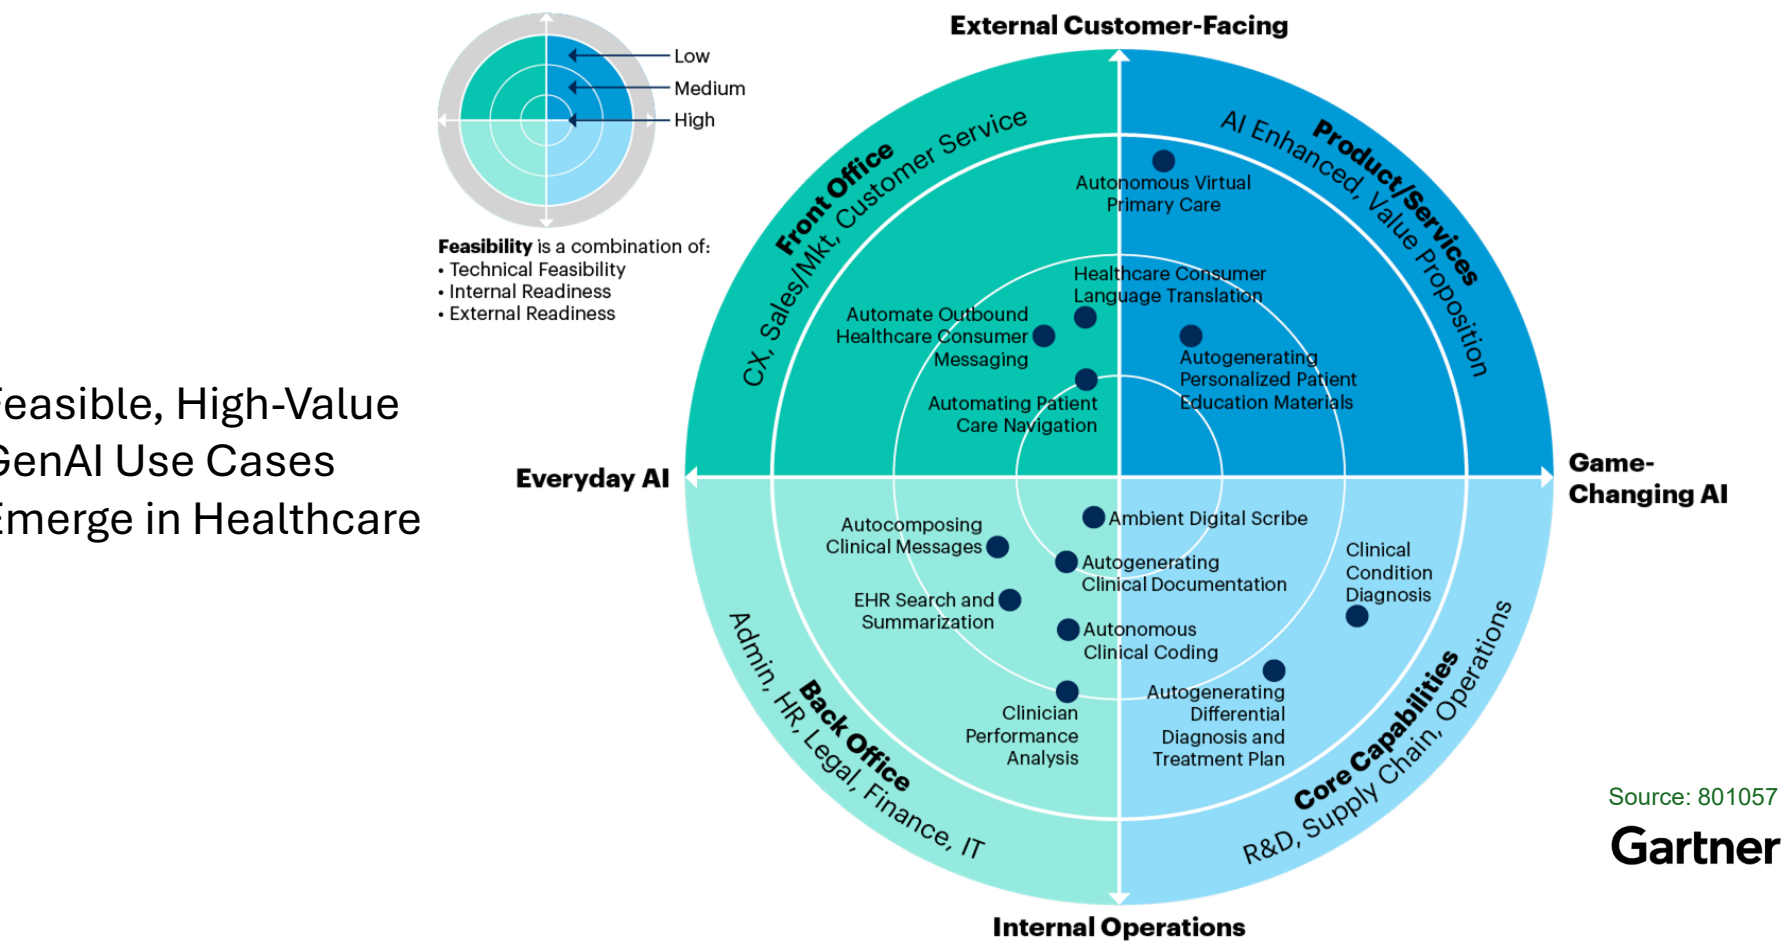 External Customer-Facing
Low
Medium
High
Feasibility is a combination of:
• Technical Feasibility
• Internal Readiness
• External Readiness
Feasible, High-Value
GenAI Use Cases
Emerge in Healthcare
Front Office
CX, Sales/Mkt, Customer Service
Product/Services
AI Enhanced, Value Proposition
Autonomous Virtual
Primary Care
Healthcare Consumer
Language Translation
Automate Outbound
Healthcare Consumer
Messaging
Autogenerating
Personalized Patient
Education Materials
Automating Patient
Care Navigation
Everyday AI
Game-
Changing AI
Ambient Digital Scribe
Autocomposing
Clinical Messages
Autogenerating
Clinical Documentation
Clinical
Condition
Diagnosis
EHR Search and
Summarization
Autonomous
Clinical Coding
Autogenerating
Differential
Diagnosis and
Treatment Plan
Clinician
Performance
Analysis
Back Office
Admin, HR, Legal, Finance, IT
Core Capabilities
R&D, Supply Chain, Operations
Internal Operations
Source: 801057
Gartner